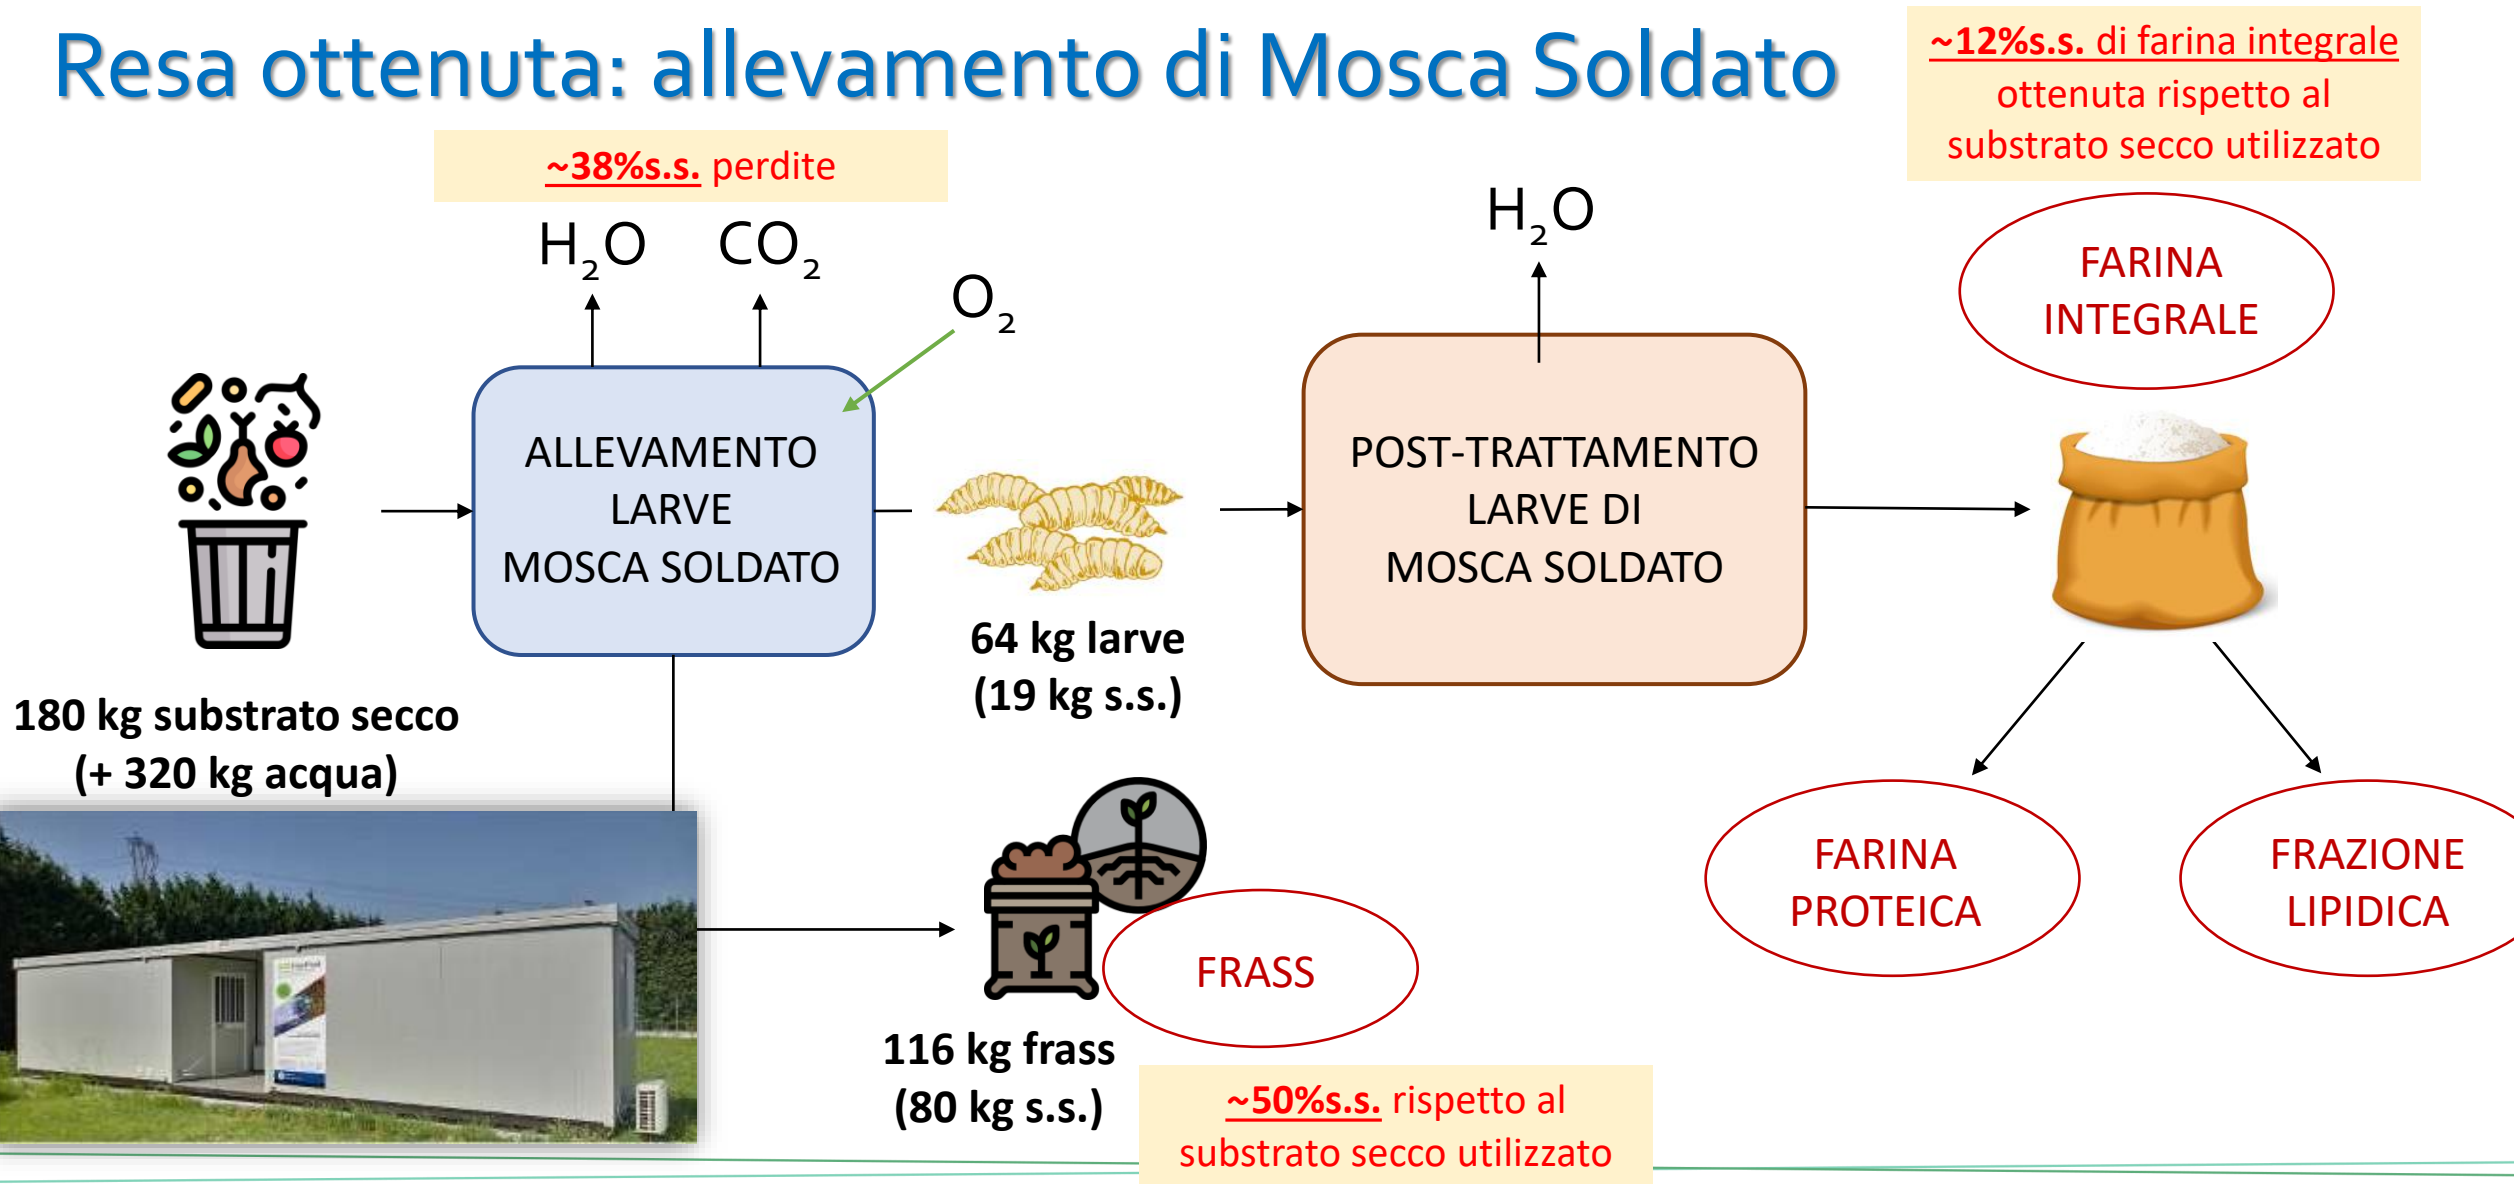 Resa ottenuta: allevamento di Mosca Soldato
~12%s.s. di farina integrale
ottenuta rispetto al
substrato secco utilizzato
~38%s.s. perdite
H₂O
CO₂
O₂
H₂O
FARINA
INTEGRALE
ALLEVAMENTO
LARVE
MOSCA SOLDATO
POST-TRATTAMENTO
LARVE DI
MOSCA SOLDATO
64 kg larve
(19 kg s.s.)
180 kg substrato secco
(+ 320 kg acqua)
FARINA
PROTEICA
FRAZIONE
LIPIDICA
FRASS
116 kg frass
(80 kg s.s.)
~50%s.s. rispetto al
substrato secco utilizzato